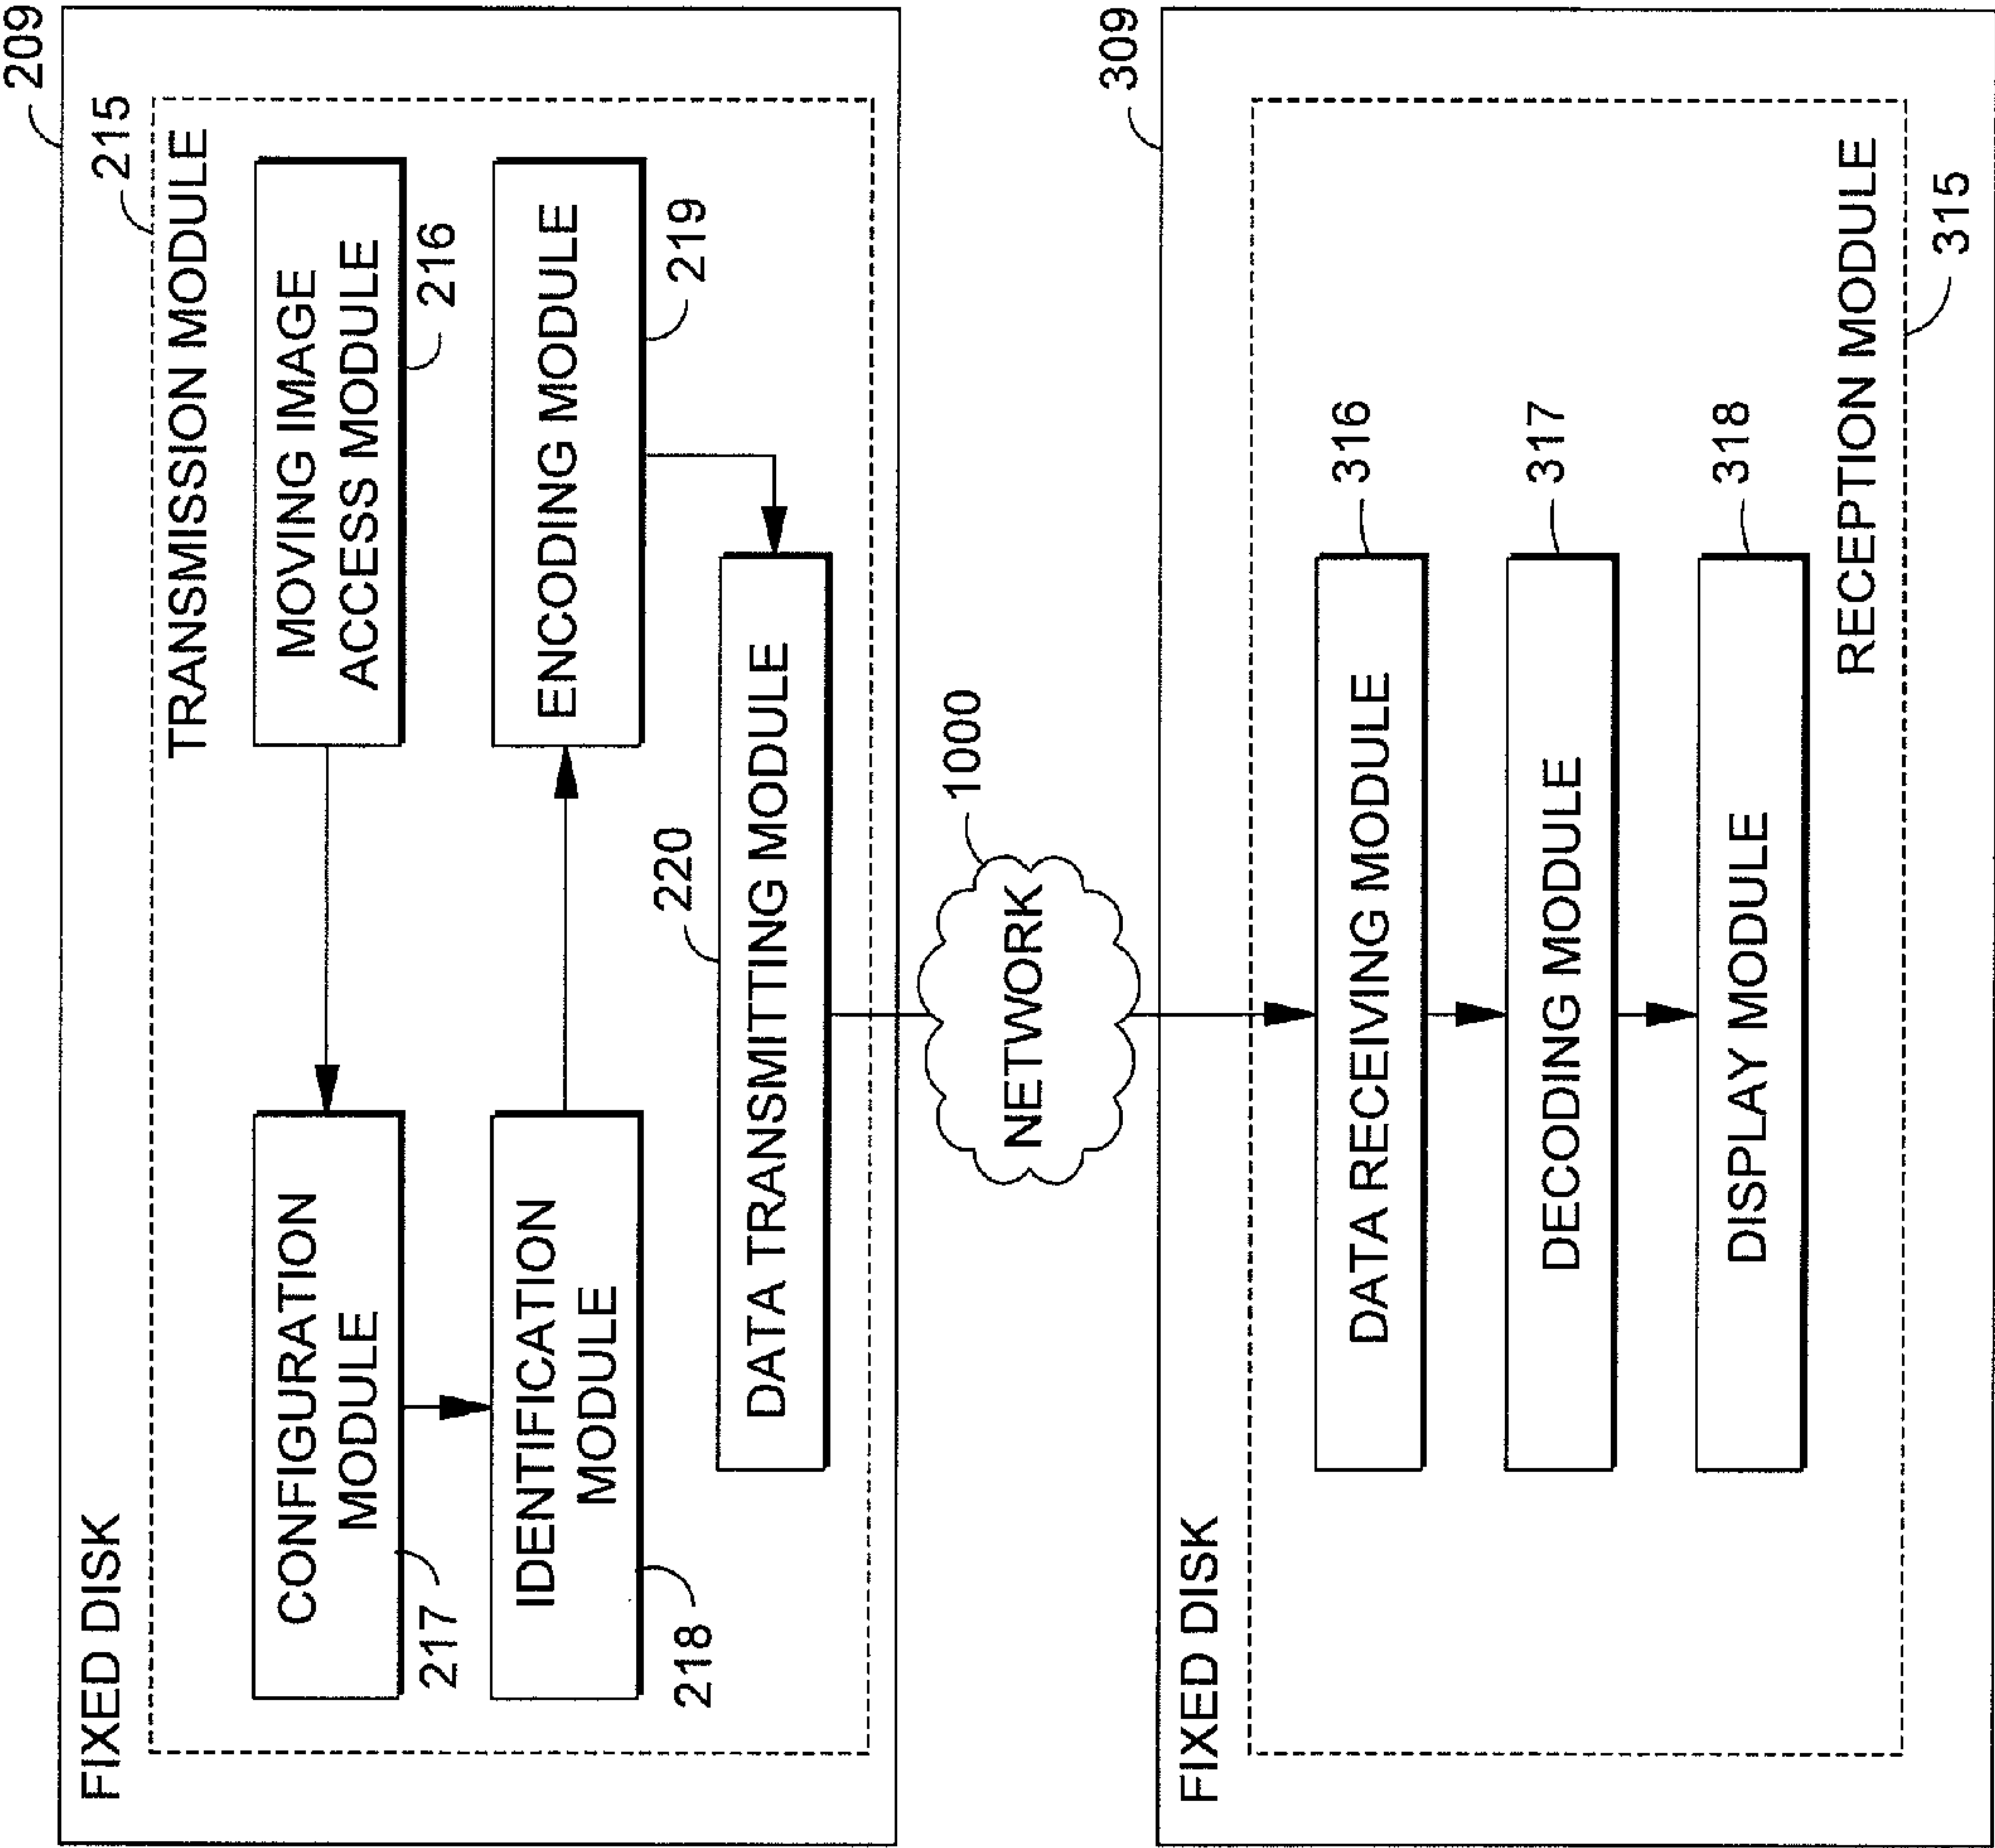 FIXED DISK
209
215
TRANSMISSION MODULE
MOVING IMAGE
ACCESS MODULE
216
CONFIGURATION
MODULE
217
IDENTIFICATION
MODULE
218
ENCODING MODULE
219
220
DATA TRANSMITTING MODULE
NETWORK
1000
FIXED DISK
309
DATA RECEIVING MODULE
316
DECODING MODULE
317
DISPLAY MODULE
318
RECEPTION MODULE
315